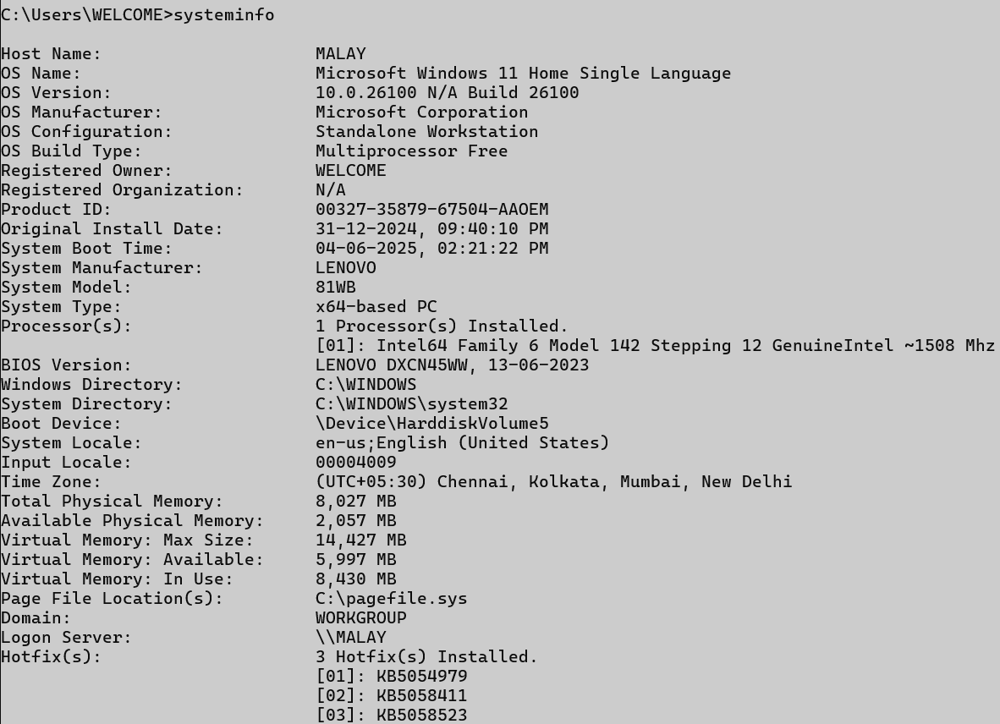 C:\Users\WELCOME>systeminfo
Host Name: MALAY
OS Name: Microsoft Windows 11 Home Single Language
OS Version: 10.0.26100 N/A Build 26100
OS Manufacturer: Microsoft Corporation
OS Configuration: Standalone Workstation
OS Build Type: Multiprocessor Free
Registered Owner: WELCOME
Registered Organization: N/A
Product ID: 00327-35879-67504-AAOEM
Original Install Date: 31-12-2024, 09:40:10 PM
System Boot Time: 04-06-2025, 02:21:22 PM
System Manufacturer: LENOVO
System Model: 81WB
System Type: x64-based PC
Processor(s): 1 Processor(s) Installed.
[01]: Intel64 Family 6 Model 142 Stepping 12 GenuineIntel ~1508 Mhz
BIOS Version: LENOVO DXCN45WW, 13-06-2023
Windows Directory: C:\WINDOWS
System Directory: C:\WINDOWS\system32
Boot Device: \Device\HarddiskVolume5
System Locale: en-us;English (United States)
Input Locale: 00004009
Time Zone: (UTC+05:30) Chennai, Kolkata, Mumbai, New Delhi
Total Physical Memory: 8,027 MB
Available Physical Memory: 2,057 MB
Virtual Memory: Max Size: 14,427 MB
Virtual Memory: Available: 5,997 MB
Virtual Memory: In Use: 8,430 MB
Page File Location(s): C:\pagefile.sys
Domain: WORKGROUP
Logon Server: \\MALAY
Hotfix(s): 3 Hotfix(s) Installed.
[01]: KB5054979
[02]: KB5058411
[03]: KB5058523